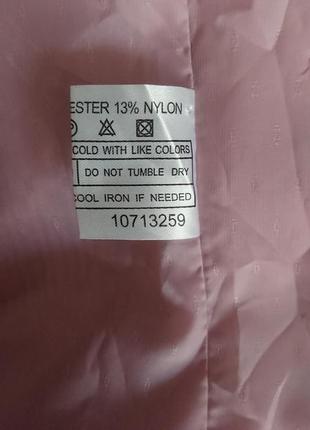 ESTER 13% NYLON
COLD WITH LIKE COLORS
DO NOT TUMBLE DRY
COOL IRON IF NEEDED
10713259